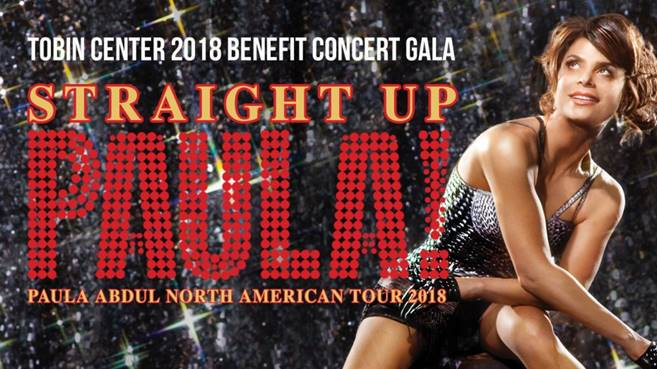 TOBIN CENTER 2018 BENEFIT CONCERT GALA
STRAIGHT UP
PAULA!
PAULA ABDUL NORTH AMERICAN TOUR 2018